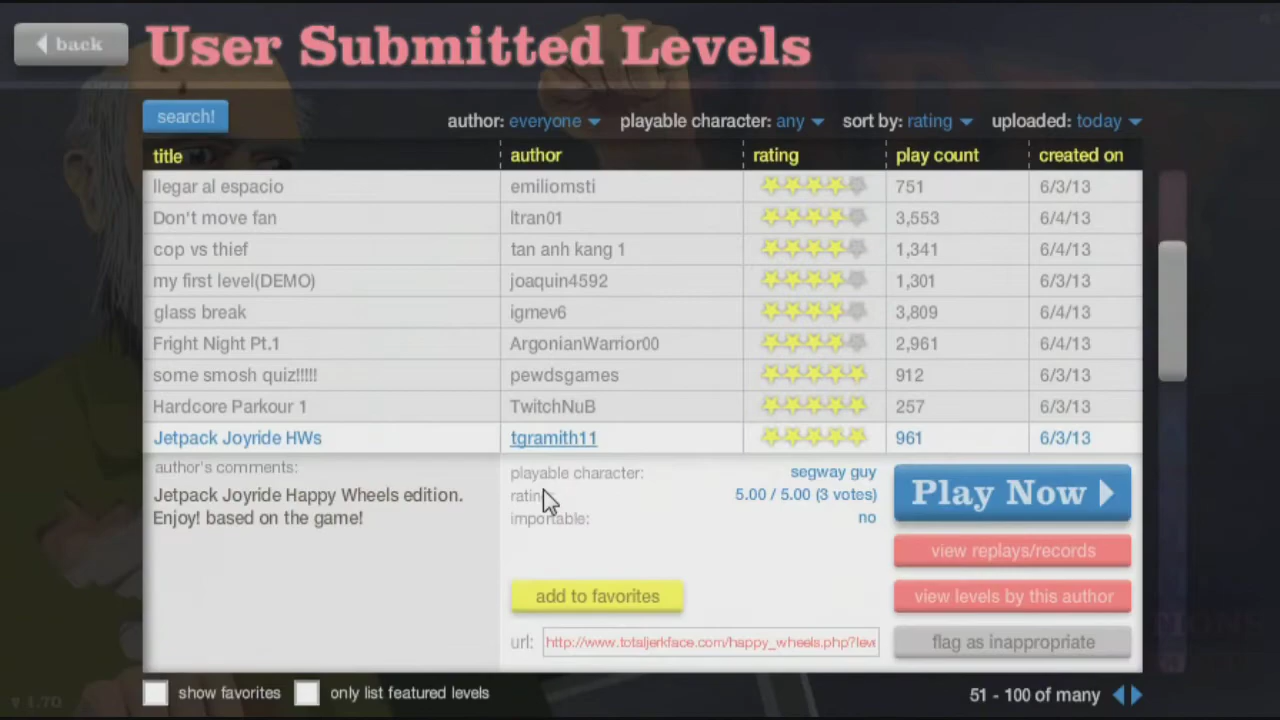 back
User Submitted Levels
search!
author: everyone
playable character: any
sort by: rating
uploaded: today
title author rating play count created on
llegar al espacio emiliomsti 751 6/3/13
Don't move fan ltran01 3,553 6/4/13
cop vs thief tan anh kang 1 1,341 6/4/13
my first level(DEMO) joaquin4592 1,301 6/3/13
glass break igmev6 3,809 6/4/13
Fright Night Pt.1 ArgonianWarrior00 2,961 6/4/13
some smosh quiz!!!!! pewdsgames 912 6/3/13
Hardcore Parkour 1 TwitchNuB 257 6/3/13
Jetpack Joyride HWs tgramith11 961 6/3/13
author's comments:
Jetpack Joyride Happy Wheels edition.
Enjoy! based on the game!
playable character: segway guy
5.00 / 5.00 (3 votes)
importable: no
add to favorites
url: http://www.totaljerkface.com/happy_wheels.php?lev
Play Now
view replays/records
view levels by this author
flag as inappropriate
show favorites
only list featured levels
51 - 100 of many
v 1.70